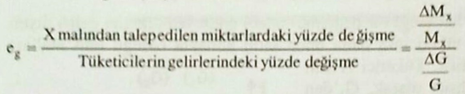 e_g = X malından talepedilen miktarlardaki yüzde değişme / Tüketicilerin gelirlerindeki yüzde değişme = ΔM_x / M_x / ΔG / G